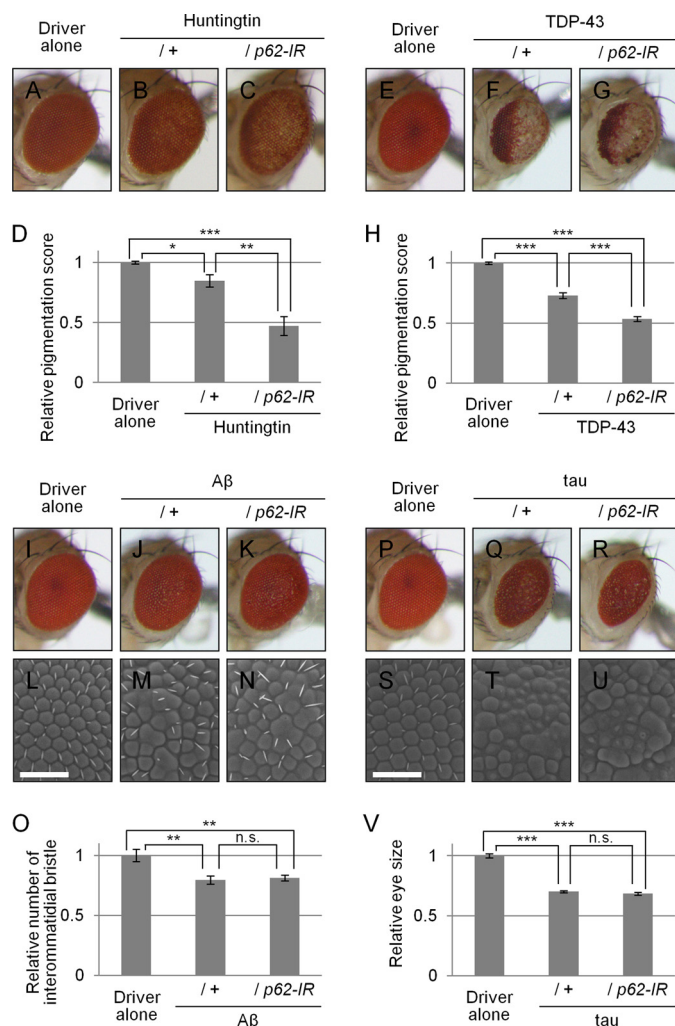 Driver alone
Huntingtin
/ +
/ p62-IR
A
B
C
Driver alone
TDP-43
/ +
/ p62-IR
E
F
G
D
Relative pigmentation score
1
0.5
0
***
*
**
Driver alone
/ +
/ p62-IR
Huntingtin
H
Relative pigmentation score
1
0.5
0
***
***
***
Driver alone
/ +
/ p62-IR
TDP-43
Driver alone
Aβ
/ +
/ p62-IR
I
J
K
L
M
N
Driver alone
tau
/ +
/ p62-IR
P
Q
R
S
T
U
O
Relative number of
interommatidial bristle
1
0.5
0
**
**
n.s.
Driver alone
/ +
/ p62-IR
Aβ
V
Relative eye size
1
0.5
0
***
***
n.s.
Driver alone
/ +
/ p62-IR
tau